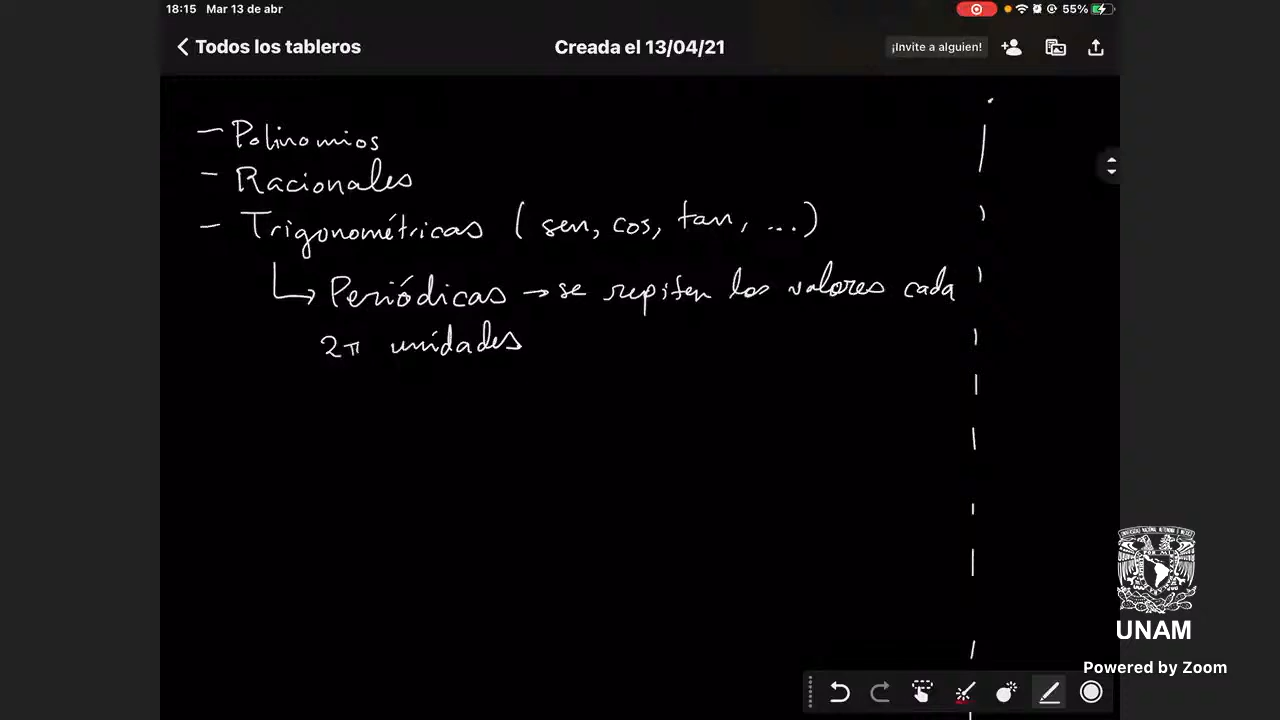 18:15 Mar 13 de abr 55%
Todos los tableros Creada el 13/04/21 ¡Invite a alguien!
- Polinomios
- Racionales
- Trigonométricas (sen, cos, tan, ...)
Periódicas → se repiten los valores cada
2π unidades
UNAM
Powered by Zoom